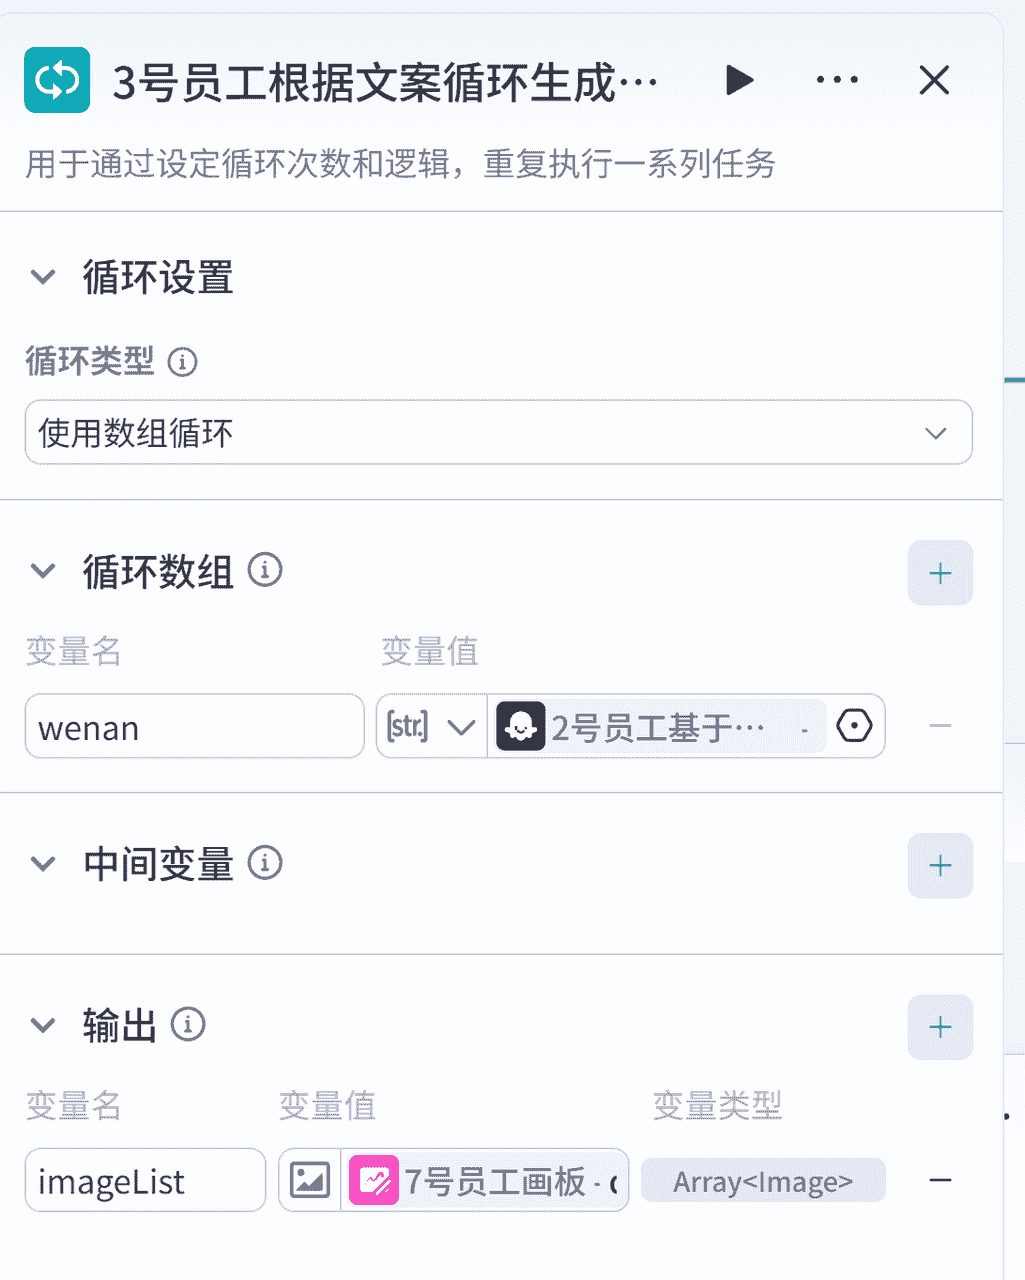 3号员工根据文案循环生成…
用于通过设定循环次数和逻辑，重复执行一系列任务
循环设置
循环类型
使用数组循环
循环数组
变量名 变量值
wenan [str.] 2号员工基于… -
中间变量
输出
变量名 变量值 变量类型
imageList 7号员工画板 - Array<Image>